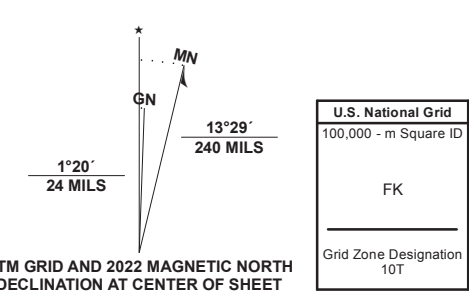 ★
MN
GN
13°29´
240 MILS
1°20´
24 MILS
TM GRID AND 2022 MAGNETIC NORTH
DECLINATION AT CENTER OF SHEET
U.S. National Grid
100,000 - m Square ID
FK
Grid Zone Designation
10T